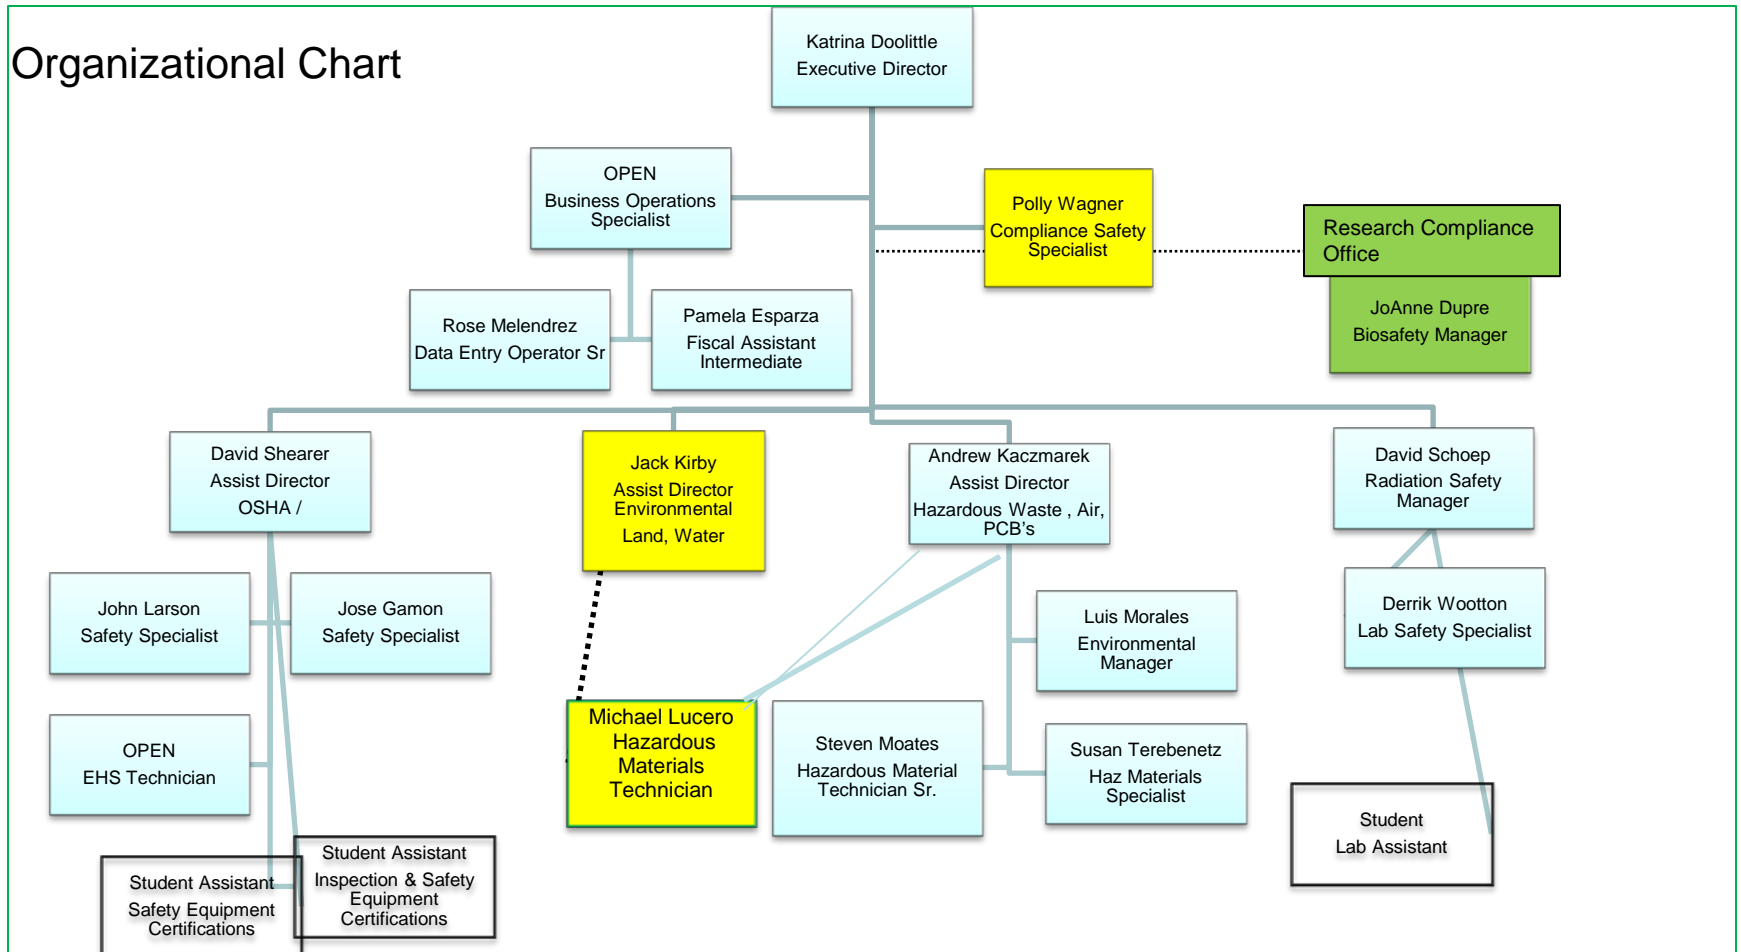 Organizational Chart
Katrina Doolittle
Executive Director
OPEN
Business Operations
Specialist
Polly Wagner
Compliance Safety
Specialist
Research Compliance
Office
JoAnne Dupre
Biosafety Manager
Rose Melendrez
Data Entry Operator Sr
Pamela Esparza
Fiscal Assistant
Intermediate
David Shearer
Assist Director
OSHA /
Jack Kirby
Assist Director
Environmental
Land, Water
Andrew Kaczmarek
Assist Director
Hazardous Waste , Air,
PCB's
David Schoep
Radiation Safety
Manager
John Larson
Safety Specialist
Jose Gamon
Safety Specialist
Luis Morales
Environmental
Manager
Derrik Wootton
Lab Safety Specialist
OPEN
EHS Technician
Michael Lucero
Hazardous
Materials
Technician
Steven Moates
Hazardous Material
Technician Sr.
Susan Terebenetz
Haz Materials
Specialist
Student
Lab Assistant
Student Assistant
Safety Equipment
Certifications
Student Assistant
Inspection & Safety
Equipment
Certifications